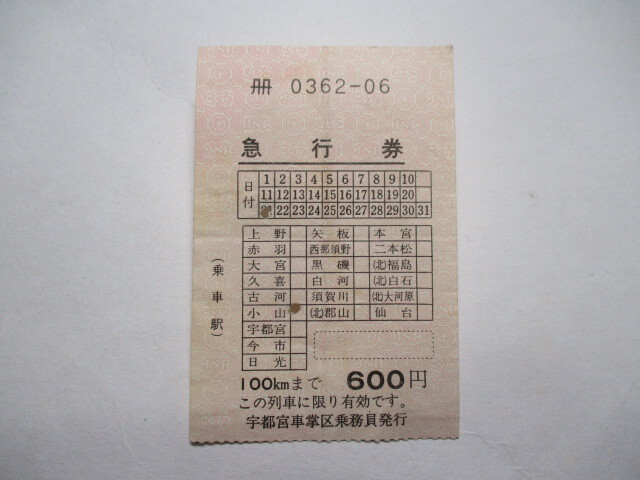 冊 0362-06
急行券
日付 1 2 3 4 5 6 7 8 9 10
11 12 13 14 15 16 17 18 19 20
21 22 23 24 25 26 27 28 29 30 31
(乗車駅)
上野 矢板 本宮
赤羽 西那須野 二本松
大宮 黒磯 (北)福島
久喜 白河 (北)白石
古河 須賀川 (北)大河原
小山 (北)郡山 仙台
宇都宮
今市
日光
100kmまで 600円
この列車に限り有効です。
宇都宮車掌区乗務員発行